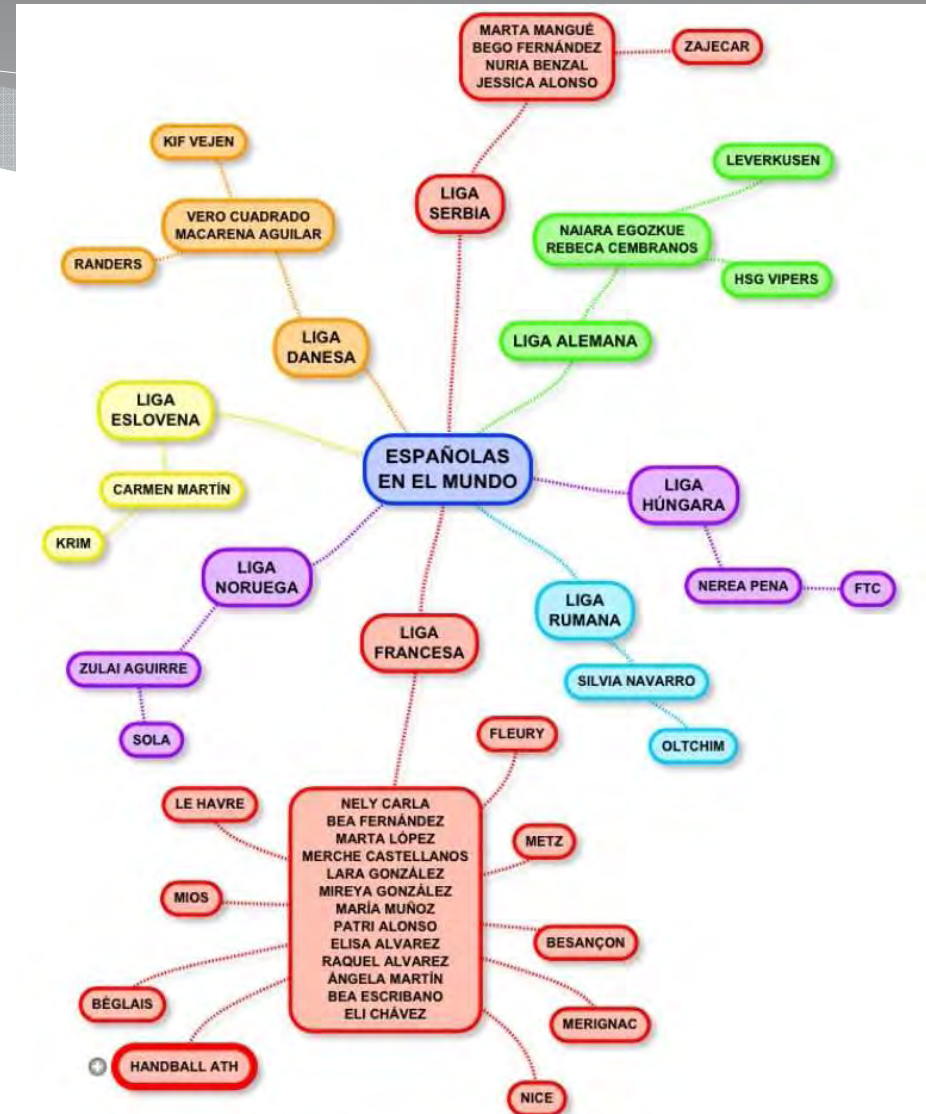 MARTA MANGUÉ
BEGO FERNÁNDEZ
NURIA BENZAL
JESSICA ALONSO
ZAJECAR
KIF VEJEN
LEVERKUSEN
LIGA
SERBIA
VERO CUADRADO
MACARENA AGUILAR
NAIARA EGOZKUE
REBECA CEMBRANOS
RANDERS
HSG VIPERS
LIGA
DANESA
LIGA ALEMANA
LIGA
ESLOVENA
ESPAÑOLAS
EN EL MUNDO
CARMEN MARTÍN
LIGA
HÚNGARA
KRIM
LIGA
NORUEGA
NEREA PENA
FTC
LIGA
RUMANA
LIGA
FRANCESA
ZULAI AGUIRRE
SILVIA NAVARRO
SOLA
FLEURY
OLTCHIM
LE HAVRE
NELY CARLA
BEA FERNÁNDEZ
MARTA LÓPEZ
MERCHE CASTELLANOS
LARA GONZÁLEZ
MIREYA GONZÁLEZ
MARÍA MUÑOZ
PATRI ALONSO
ELISA ALVAREZ
RAQUEL ALVAREZ
ÁNGELA MARTÍN
BEA ESCRIBANO
ELI CHÁVEZ
METZ
MIOS
BESANÇON
BÉGLAIS
MERIGNAC
HANDBALL ATH
NICE